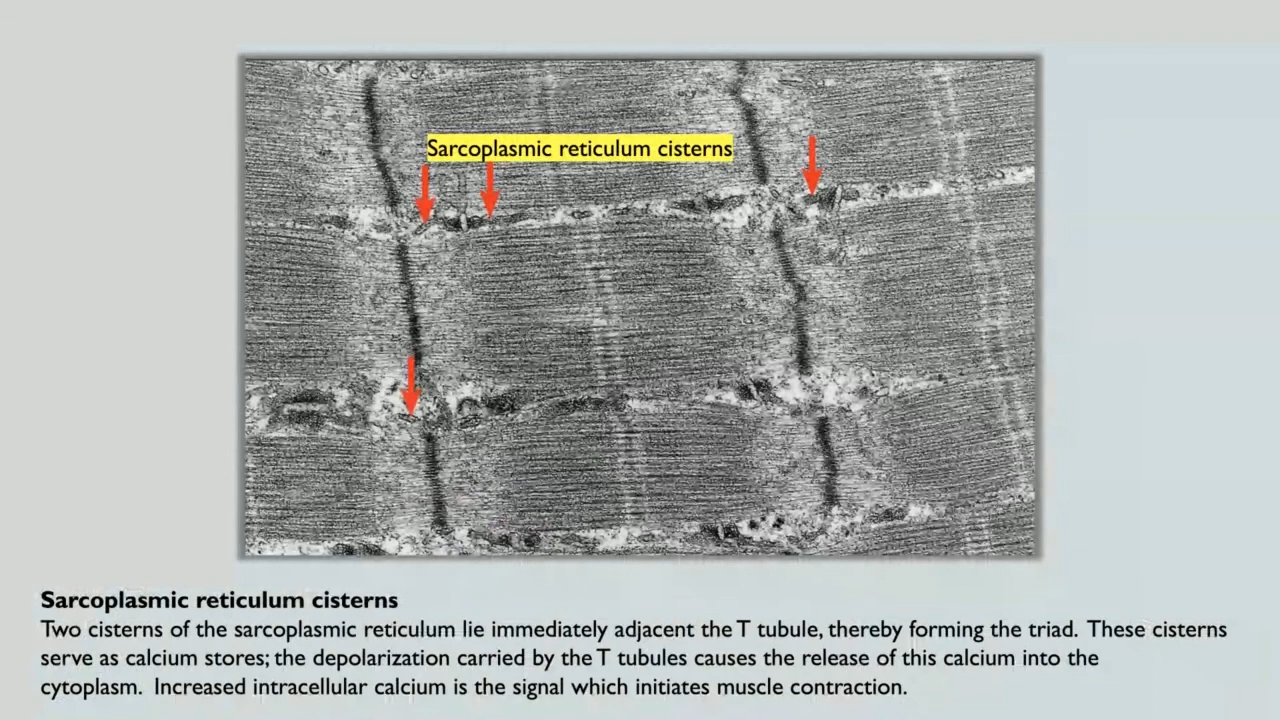 Sarcoplasmic reticulum cisterns
Sarcoplasmic reticulum cisterns
Two cisterns of the sarcoplasmic reticulum lie immediately adjacent the T tubule, thereby forming the triad. These cisterns
serve as calcium stores; the depolarization carried by the T tubules causes the release of this calcium into the
cytoplasm. Increased intracellular calcium is the signal which initiates muscle contraction.